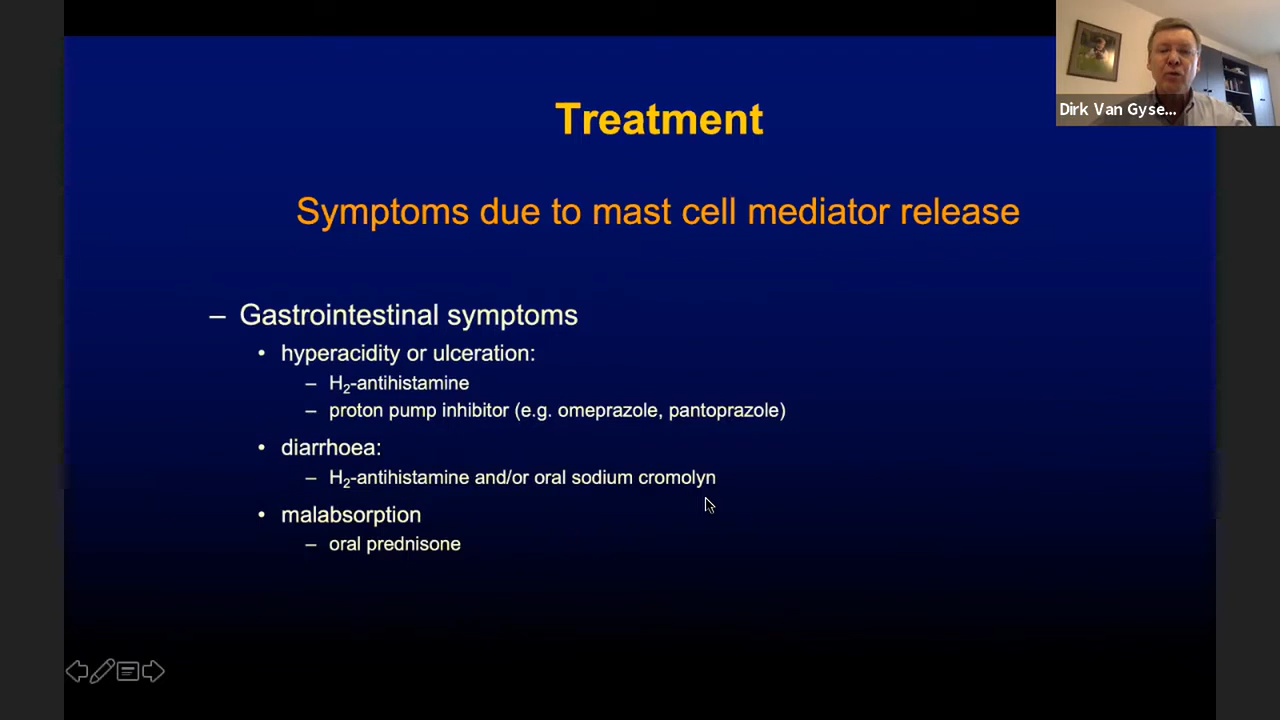 Treatment
Dirk Van Gyse...
Symptoms due to mast cell mediator release
– Gastrointestinal symptoms
• hyperacidity or ulceration:
– H₂-antihistamine
– proton pump inhibitor (e.g. omeprazole, pantoprazole)
• diarrhoea:
– H₂-antihistamine and/or oral sodium cromolyn
• malabsorption
– oral prednisone